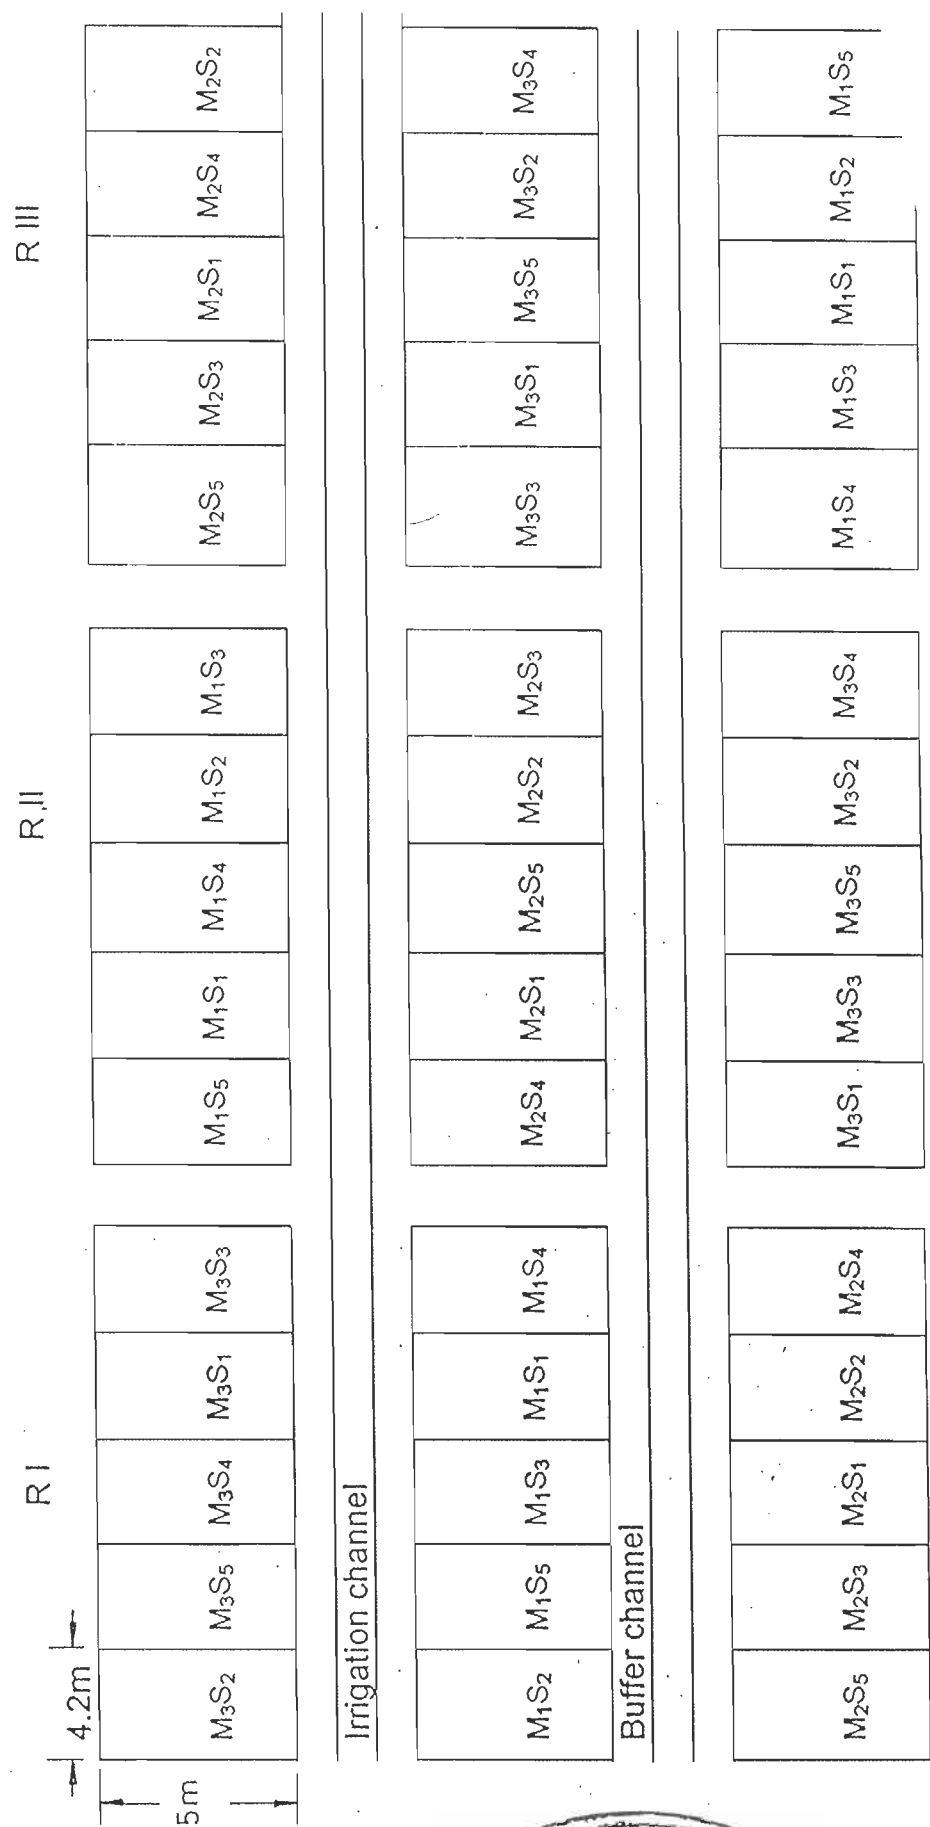 R I R II R III
4.2m
5m
M₃S₂ M₃S₅ M₃S₄ M₃S₁ M₃S₃ M₁S₅ M₁S₁ M₁S₄ M₁S₂ M₁S₃ M₂S₅ M₂S₃ M₂S₁ M₂S₄ M₂S₂
Irrigation channel
M₁S₂ M₁S₅ M₁S₃ M₁S₁ M₁S₄ M₂S₄ M₂S₁ M₂S₅ M₂S₂ M₂S₃ M₃S₃ M₃S₁ M₃S₅ M₃S₂ M₃S₄
Buffer channel
M₂S₅ M₂S₃ M₂S₁ M₂S₂ M₂S₄ M₃S₁ M₃S₃ M₃S₅ M₃S₂ M₃S₄ M₁S₄ M₁S₃ M₁S₁ M₁S₂ M₁S₅